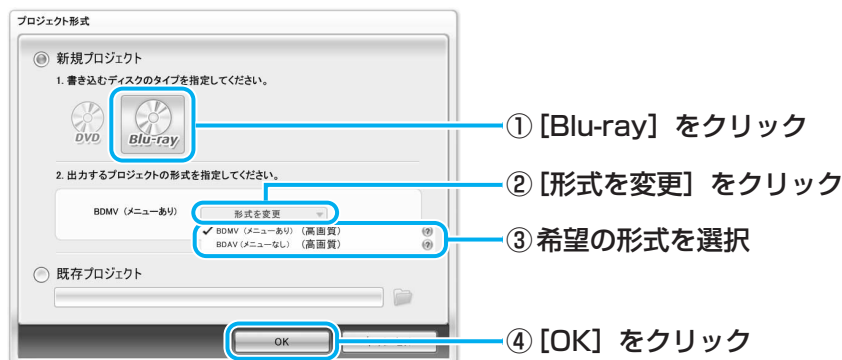 プロジェクト形式
新規プロジェクト
1. 書き込むディスクのタイプを指定してください。
DVD
Blu-ray
① [Blu-ray] をクリック
2. 出力するプロジェクトの形式を指定してください。
② [形式を変更] をクリック
BDMV（メニューあり） 形式を変更
✓ BDMV（メニューあり）（高画質） ?
BDAV（メニューなし）（高画質） ?
③ 希望の形式を選択
既存プロジェクト
OK
④ [OK] をクリック